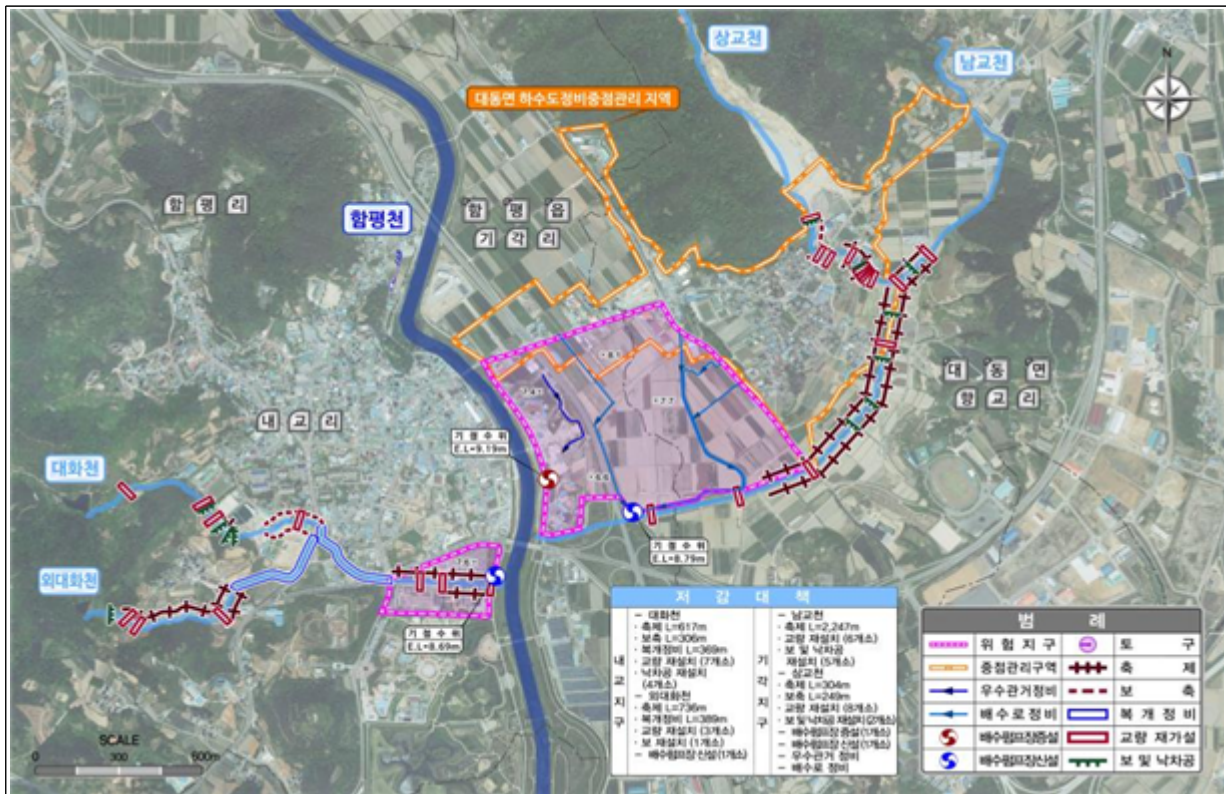 상교천
남교천
대동면 하수도정비중점관리 지역
N
함평리
함평천
함평읍
기각리
대동면
향교리
내교리
기점수위
E.L=9.19m
대화천
외대화천
기점수위
E.L=8.79m
기점수위
E.L=8.69m
SCALE
0 300 600m
저감대책
내교지구
- 대화천
· 축제 L=617m
· 보축 L=306m
· 복개정비 L=369m
· 교량 재설치 (7개소)
· 낙차공 재설치
(4개소)
- 외대화천
· 축제 L=736m
· 복개정비 L=389m
· 교량 재설치 (3개소)
· 보 재설치 (1개소)
- 배수펌프장 신설 (1개소)
기각지구
- 남교천
· 축제 L=2,247m
· 교량 재설치 (6개소)
· 보 및 낙차공
재설치 (5개소)
- 상교천
· 축제 L=304m
· 보축 L=249m
· 교량 재설치 (8개소)
· 보 및 낙차공 재설치 (2개소)
- 배수펌프장 증설 (1개소)
- 배수펌프장 신설 (1개소)
- 우수관거 정비
- 배수로 정비
범례
위험지구
토구
중점관리구역
축제
우수관거정비
보축
배수로정비
복개정비
배수펌프장증설
교량 재가설
배수펌프장신설
보 및 낙차공